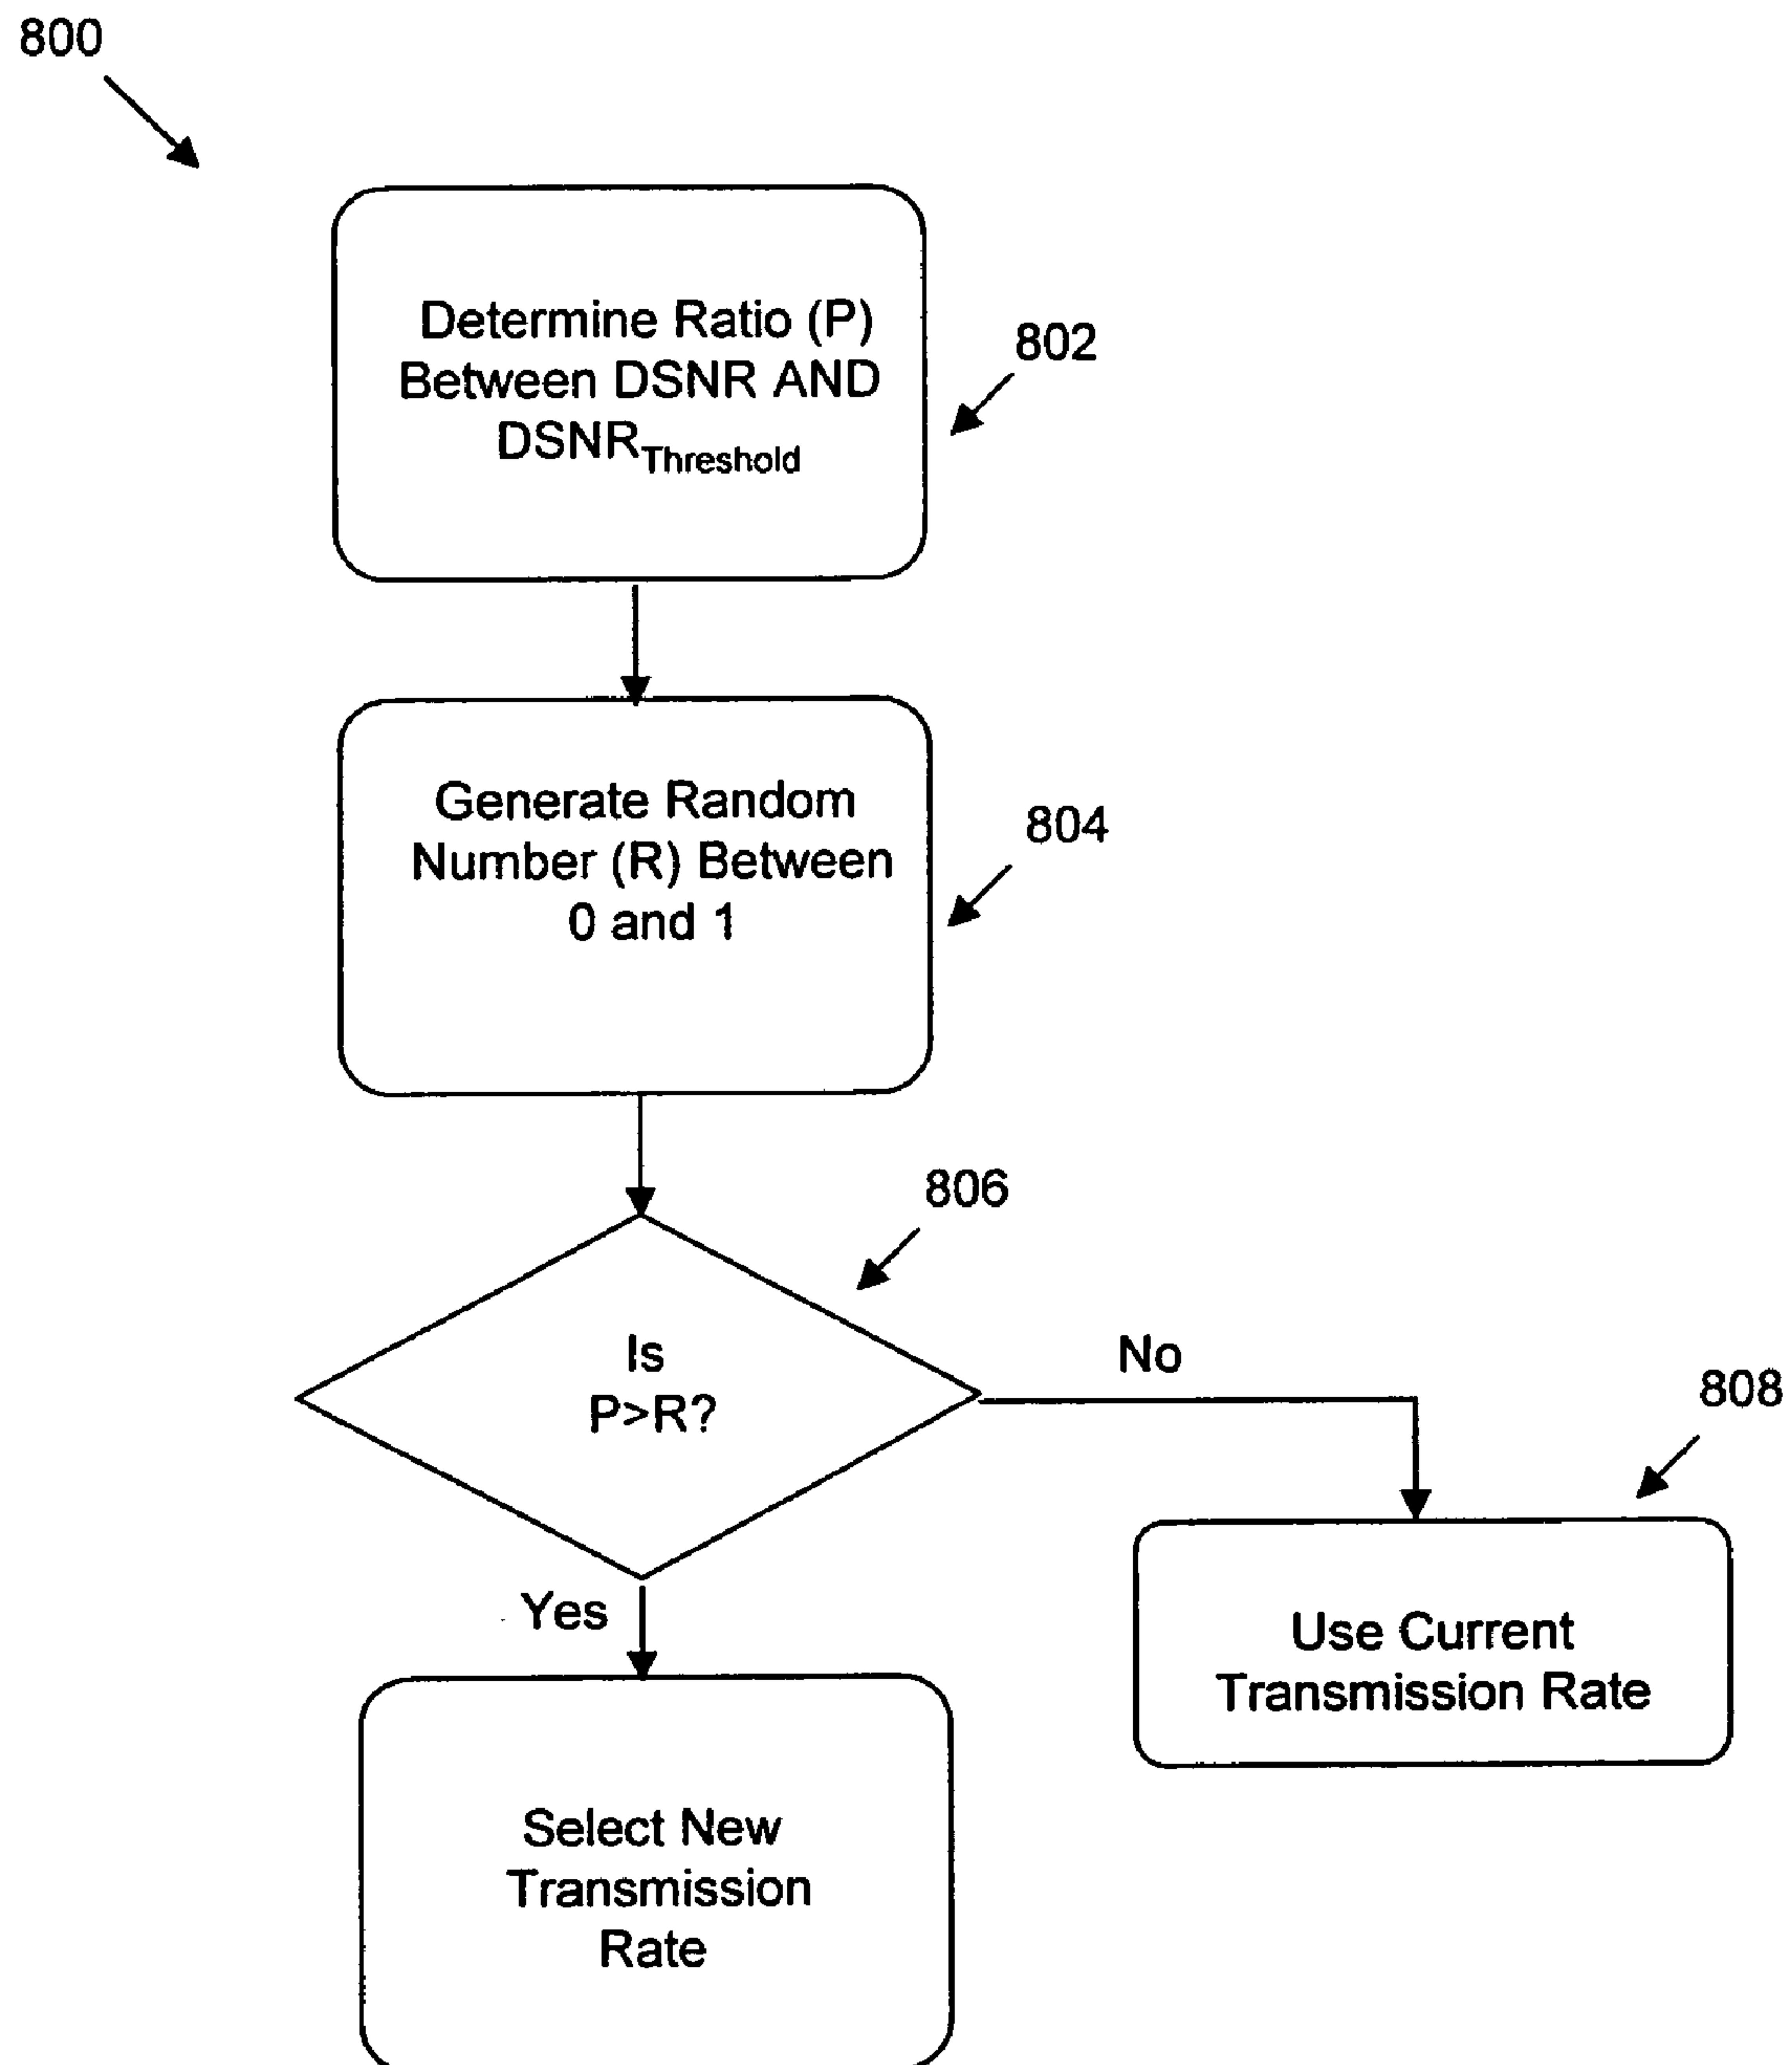 800
Determine Ratio (P)
Between DSNR AND
DSNRThreshold
802
Generate Random
Number (R) Between
0 and 1
804
806
Is
P>R?
No
808
Yes
Use Current
Transmission Rate
Select New
Transmission
Rate